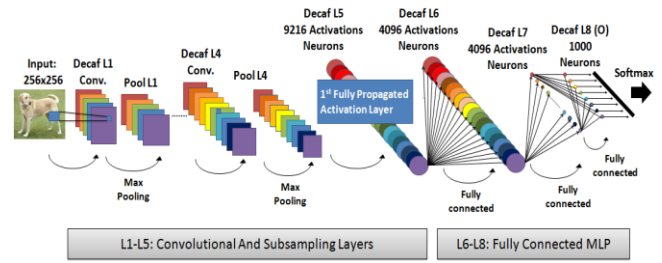 Input:
256x256
Decaf L1
Conv.
Pool L1
Max
Pooling
Decaf L4
Conv.
Pool L4
Max
Pooling
Decaf L5
9216 Activations
Neurons
1st Fully Propagated
Activation Layer
Decaf L6
4096 Activations
Neurons
Fully
connected
Decaf L7
4096 Activations
Neurons
Fully
connected
Decaf L8 (O)
1000
Neurons
Fully
connected
Softmax
L1-L5: Convolutional And Subsampling Layers
L6-L8: Fully Connected MLP